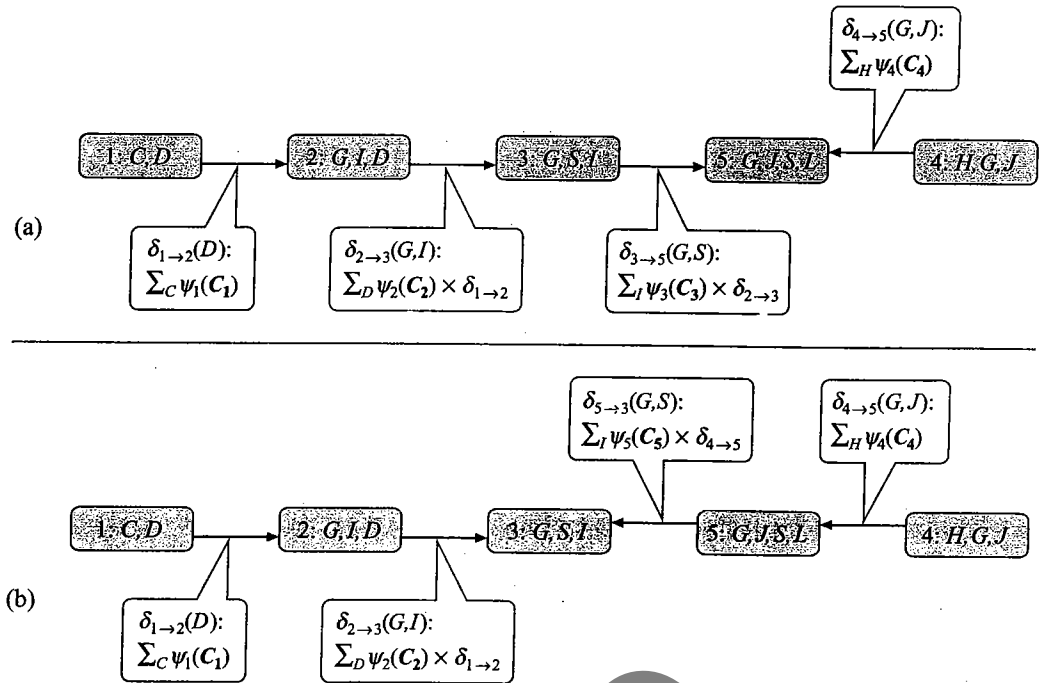 δ4→5(G,J):
∑H ψ4(C4)
1: C,D
2: G,I,D
3: G,S,I
5: G,J,S,L
4: H,G,J
(a)
δ1→2(D):
∑C ψ1(C1)
δ2→3(G,I):
∑D ψ2(C2) × δ1→2
δ3→5(G,S):
∑I ψ3(C3) × δ2→3
δ5→3(G,S):
∑I ψ5(C5) × δ4→5
δ4→5(G,J):
∑H ψ4(C4)
1: C,D
2: G,I,D
3: G,S,I
5: G,J,S,L
4: H,G,J
(b)
δ1→2(D):
∑C ψ1(C1)
δ2→3(G,I):
∑D ψ2(C2) × δ1→2